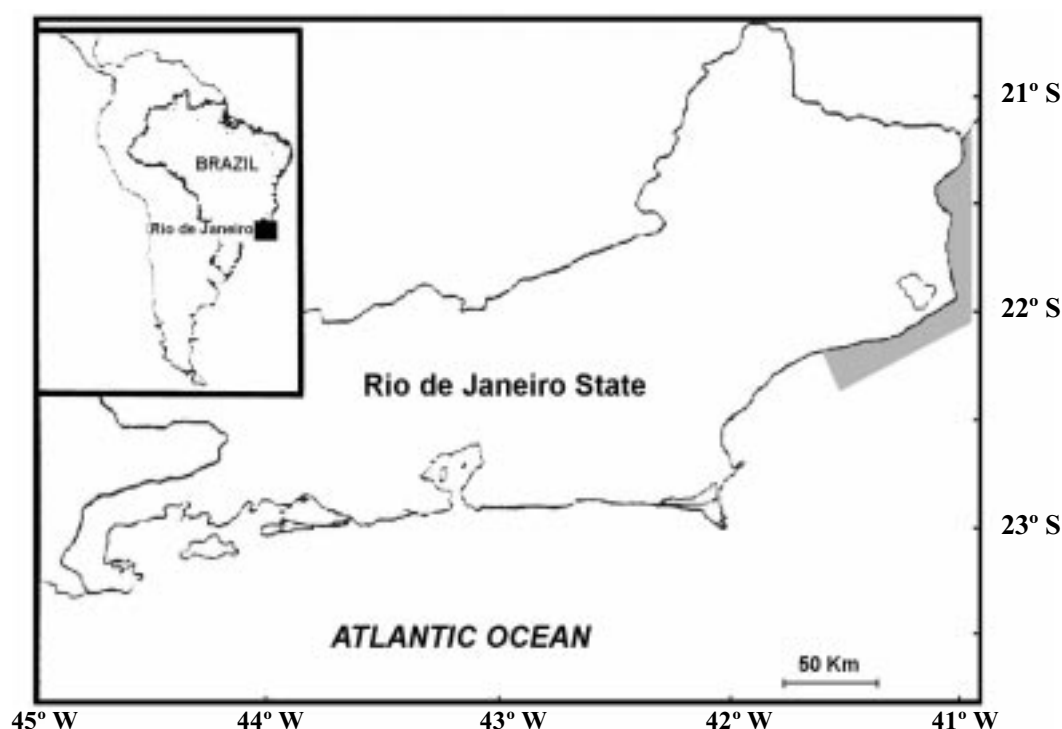 BRAZIL
Rio de Janeiro
21º S
22º S
Rio de Janeiro State
23º S
ATLANTIC OCEAN
50 Km
45º W 44º W 43º W 42º W 41º W